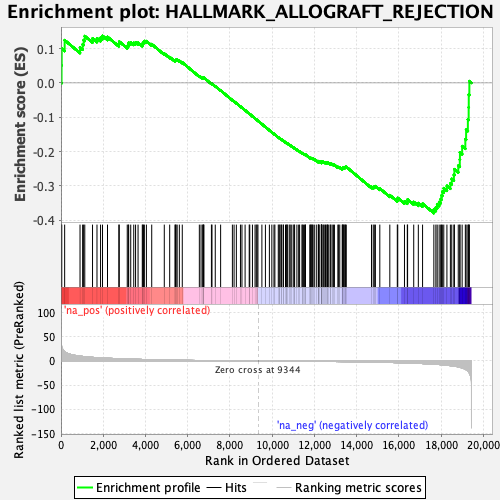 Enrichment plot: HALLMARK_ALLOGRAFT_REJECTION
Enrichment score (ES)
0.1
0.0
-0.1
-0.2
-0.3
-0.4
'na_pos' (positively correlated)
Ranked list metric (PreRanked)
100
50
0
-50
-100
-150
Zero cross at 9344
'na_neg' (negatively correlated)
0
2,000
4,000
6,000
8,000
10,000
12,000
14,000
16,000
18,000
20,000
Rank in Ordered Dataset
Enrichment profile
Hits
Ranking metric scores